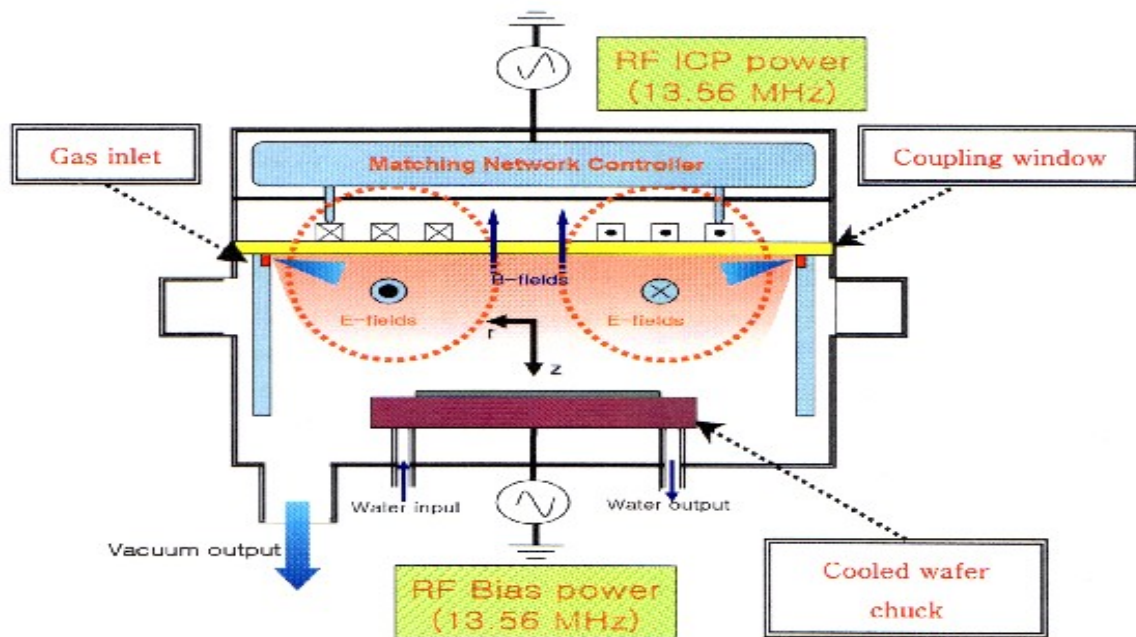 RF ICP power
(13.56 MHz)
Gas inlet
Coupling window
Matching Network Controller
B-fields
E-fields
E-fields
r
z
Water input
Water output
Vacuum output
RF Bias power
(13.56 MHz)
Cooled wafer
chuck